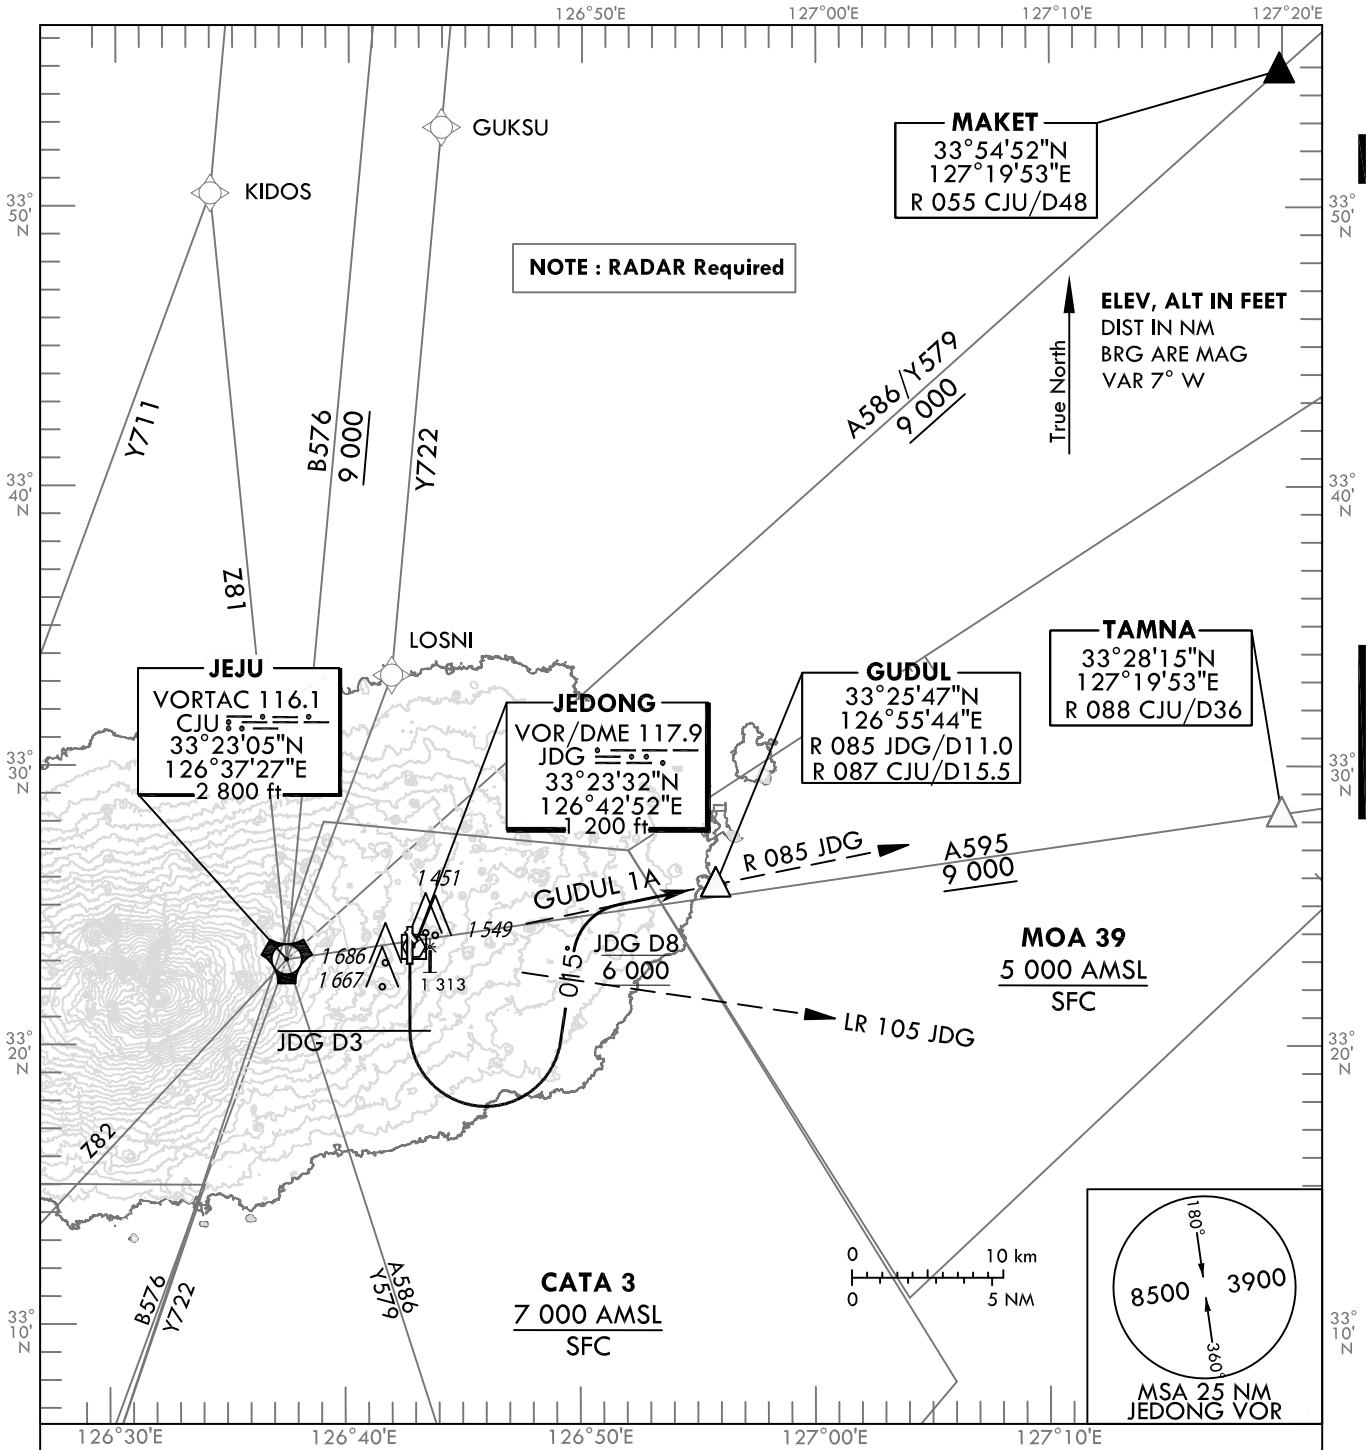 126°50'E
127°00'E
127°10'E
127°20'E
GUKSU
KIDOS
MAKET
33°54'52"N
127°19'53"E
R 055 CJU/D48
33°
50'
N
33°
50'
N
NOTE : RADAR Required
ELEV, ALT IN FEET
DIST IN NM
BRG ARE MAG
VAR 7° W
True North
A586/Y579
9 000
Y711
B576
9 000
Y722
33°
40'
N
33°
40'
N
Z81
LOSNI
JEJU
VORTAC 116.1
CJU
33°23'05"N
126°37'27"E
2 800 ft
JEDONG
VOR/DME 117.9
JDG
33°23'32"N
126°42'52"E
1 200 ft
GUDUL
33°25'47"N
126°55'44"E
R 085 JDG/D11.0
R 087 CJU/D15.5
TAMNA
33°28'15"N
127°19'53"E
R 088 CJU/D36
33°
30'
N
33°
30'
N
R 085 JDG
A595
9 000
1 451
GUDUL 1A
1 549
1 686
1 667
1 313
JDG D8
6 000
015°
MOA 39
5 000 AMSL
SFC
LR 105 JDG
JDG D3
33°
20'
N
33°
20'
N
Z82
B576
Y722
A586
Y579
CATA 3
7 000 AMSL
SFC
0
10 km
0
5 NM
180°
8500
3900
360°
MSA 25 NM
JEDONG VOR
33°
10'
N
33°
10'
N
126°30'E
126°40'E
126°50'E
127°00'E
127°10'E